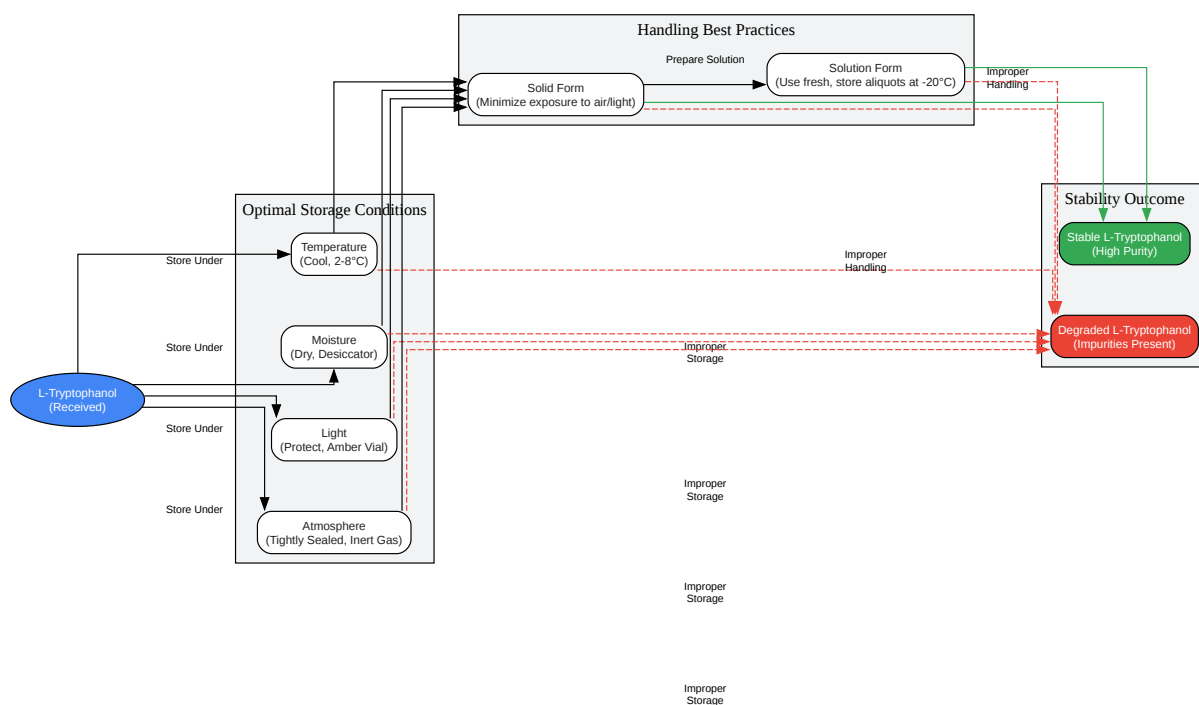 Handling Best Practices
Prepare Solution
Solid Form
(Minimize exposure to air/light)
Solution Form
(Use fresh, store aliquots at -20°C)
Improper
Handling
Optimal Storage Conditions
Temperature
(Cool, 2-8°C)
Store Under
Moisture
(Dry, Desiccator)
Store Under
L-Tryptophanol
(Received)
Light
(Protect, Amber Vial)
Store Under
Atmosphere
(Tightly Sealed, Inert Gas)
Store Under
Improper
Handling
Improper
Storage
Improper
Storage
Improper
Storage
Improper
Storage
Stability Outcome
Stable L-Tryptophanol
(High Purity)
Degraded L-Tryptophanol
(Impurities Present)